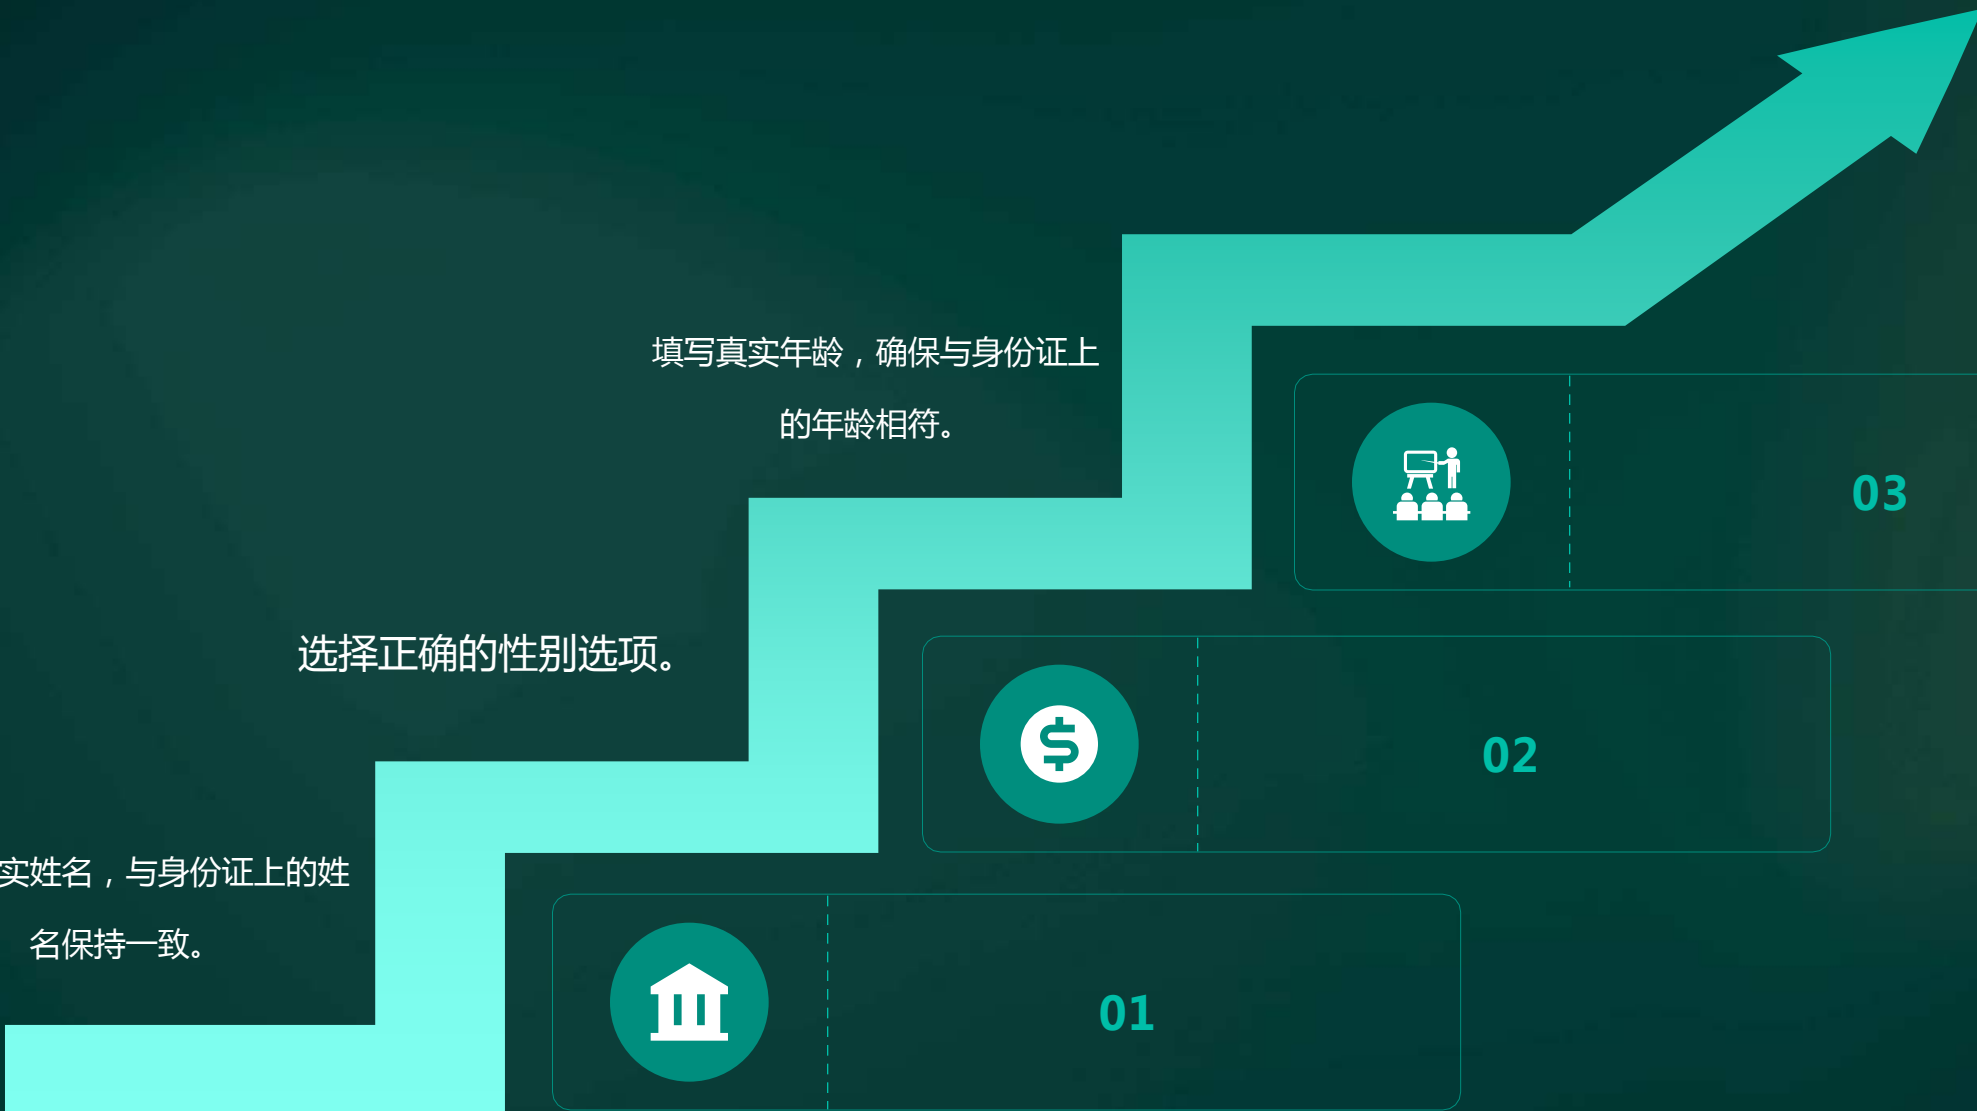 填写真实年龄，确保与身份证上
的年龄相符。
03
选择正确的性别选项。
02
实姓名，与身份证上的姓
名保持一致。
01